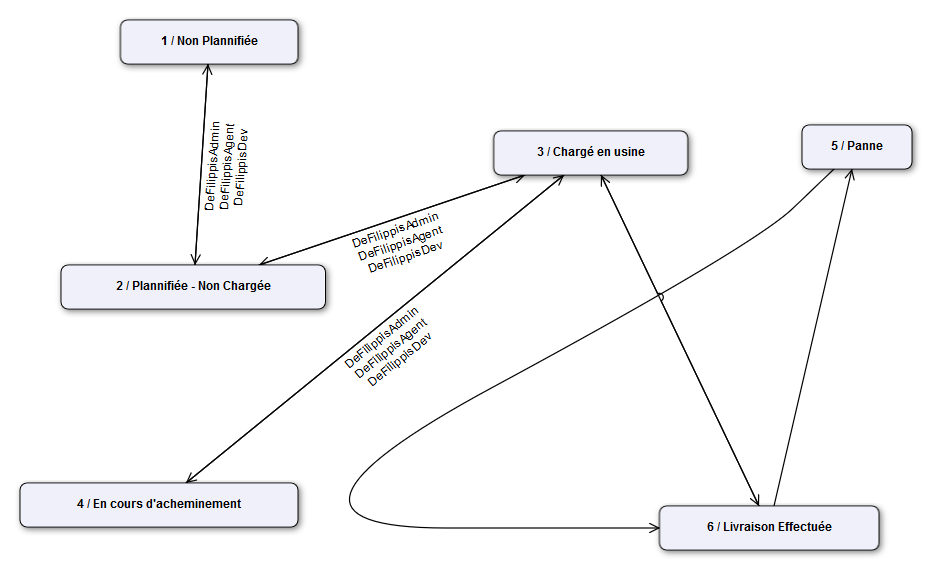 1 / Non Plannifiée
DeFilippisAdmin
DeFilippisAgent
DeFilippisDev
3 / Chargé en usine
5 / Panne
DeFilippisAdmin
DeFilippisAgent
DeFilippisDev
2 / Plannifiée - Non Chargée
DeFilippisAdmin
DeFilippisAgent
DeFilippisDev
4 / En cours d'acheminement
6 / Livraison Effectuée